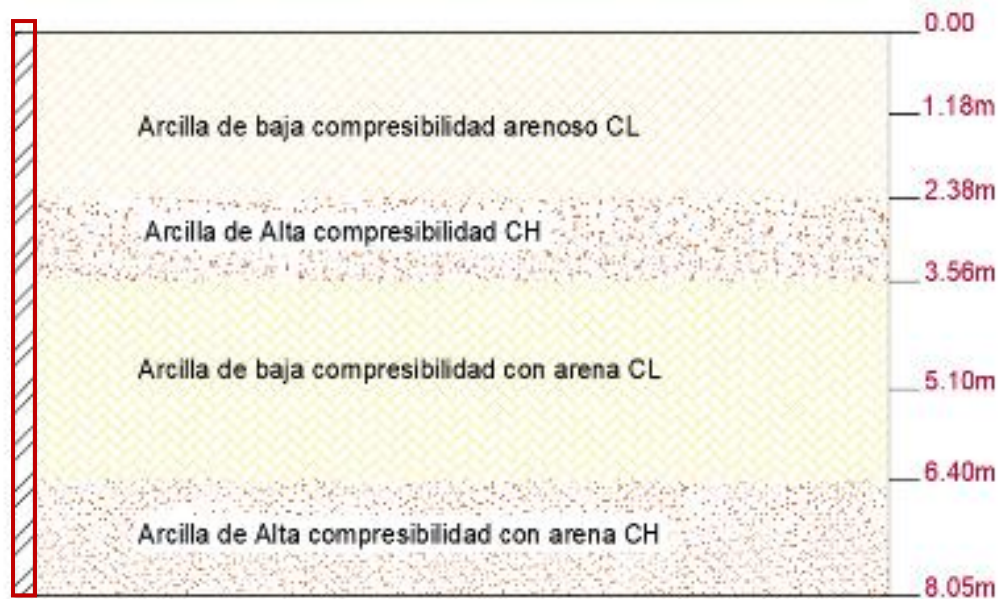 0.00
1.18m
Arcilla de baja compresibilidad arenoso CL
2.38m
Arcilla de Alta compresibilidad CH
3.56m
Arcilla de baja compresibilidad con arena CL
5.10m
6.40m
Arcilla de Alta compresibilidad con arena CH
8.05m